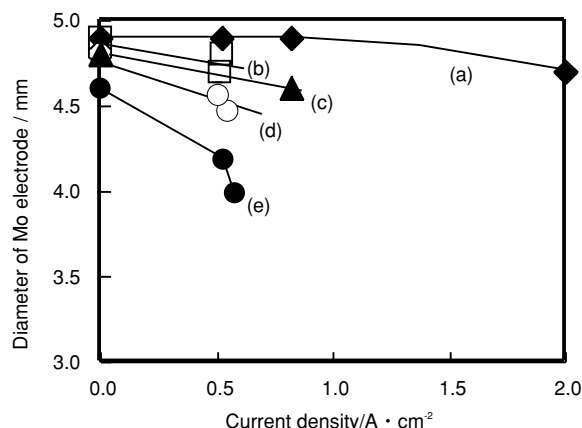 5.0
4.5
4.0
3.5
3.0
Diameter of Mo electrode / mm
(a)
(b)
(c)
(d)
(e)
0.0 0.5 1.0 1.5 2.0
Current density/A・cm-2